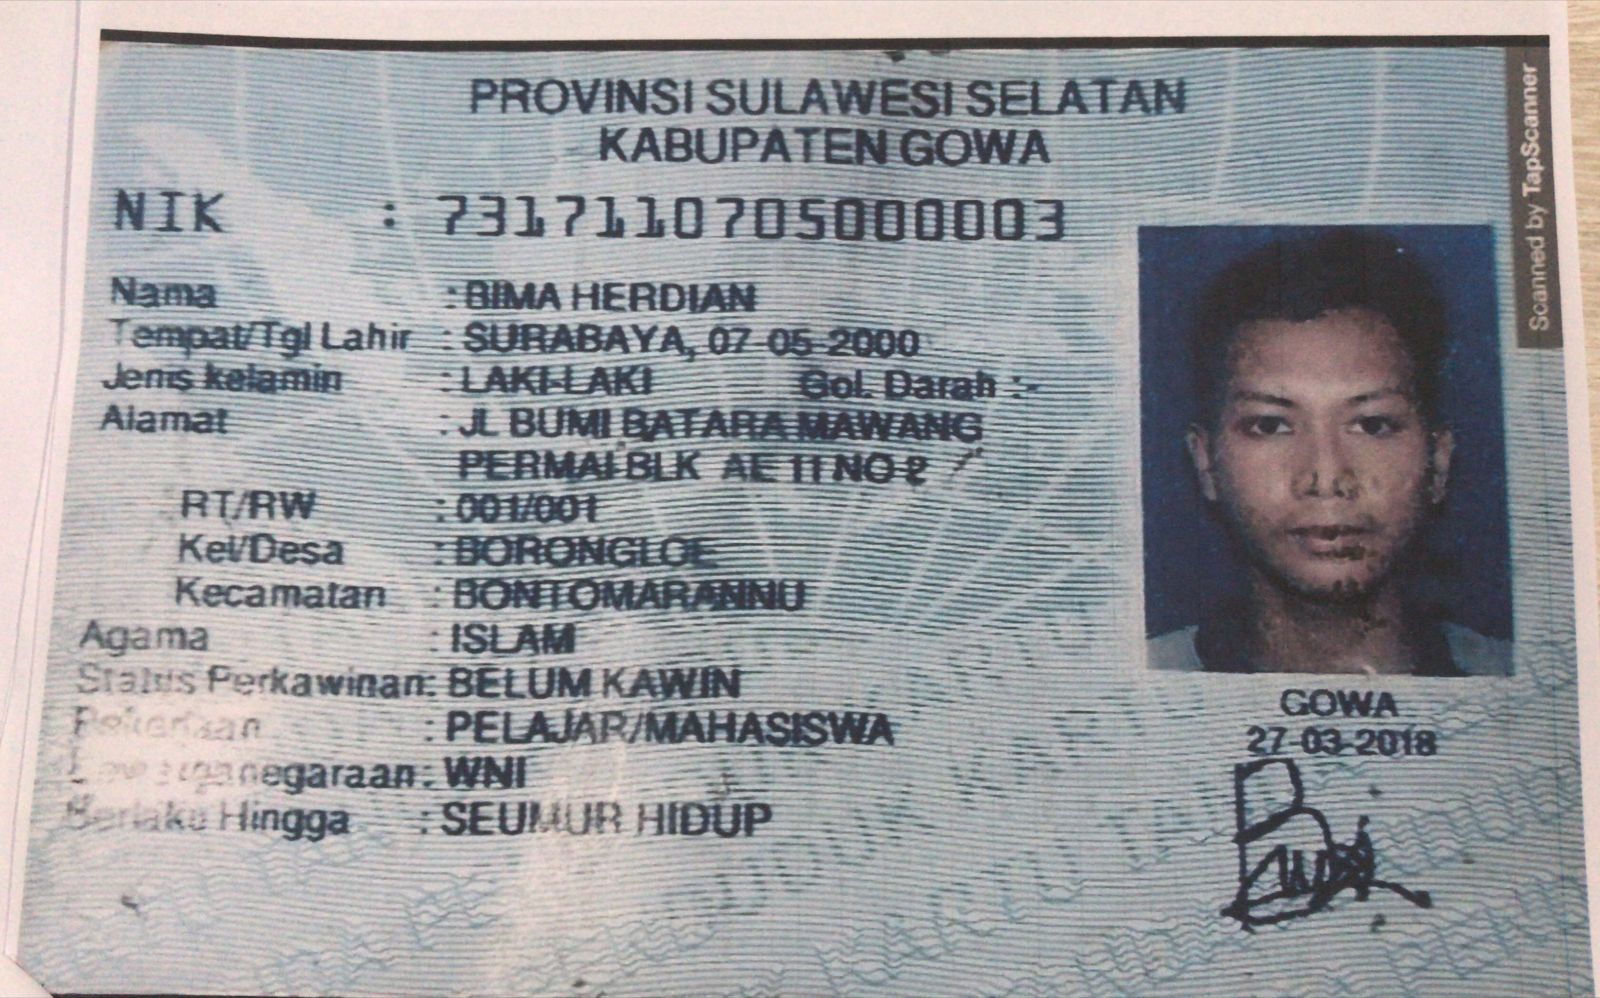 PROVINSI SULAWESI SELATAN
KABUPATEN GOWA
NIK : 7317110705000003
Nama : BIMA HERDIAN
Tempat/Tgl Lahir : SURABAYA, 07-05-2000
Jenis kelamin : LAKI-LAKI Gol. Darah :-
Alamat : JL BUMI BATARA MAWANG
PERMAI BLK AE 11 NO 2
RT/RW : 001/001
Kel/Desa : BORONGLOE
Kecamatan : BONTOMARANNU
Agama : ISLAM
Status Perkawinan: BELUM KAWIN
Pekerjaan : PELAJAR/MAHASISWA
Kewarganegaraan: WNI
Berlaku Hingga : SEUMUR HIDUP
GOWA
27-03-2018
Scanned by TapScanner